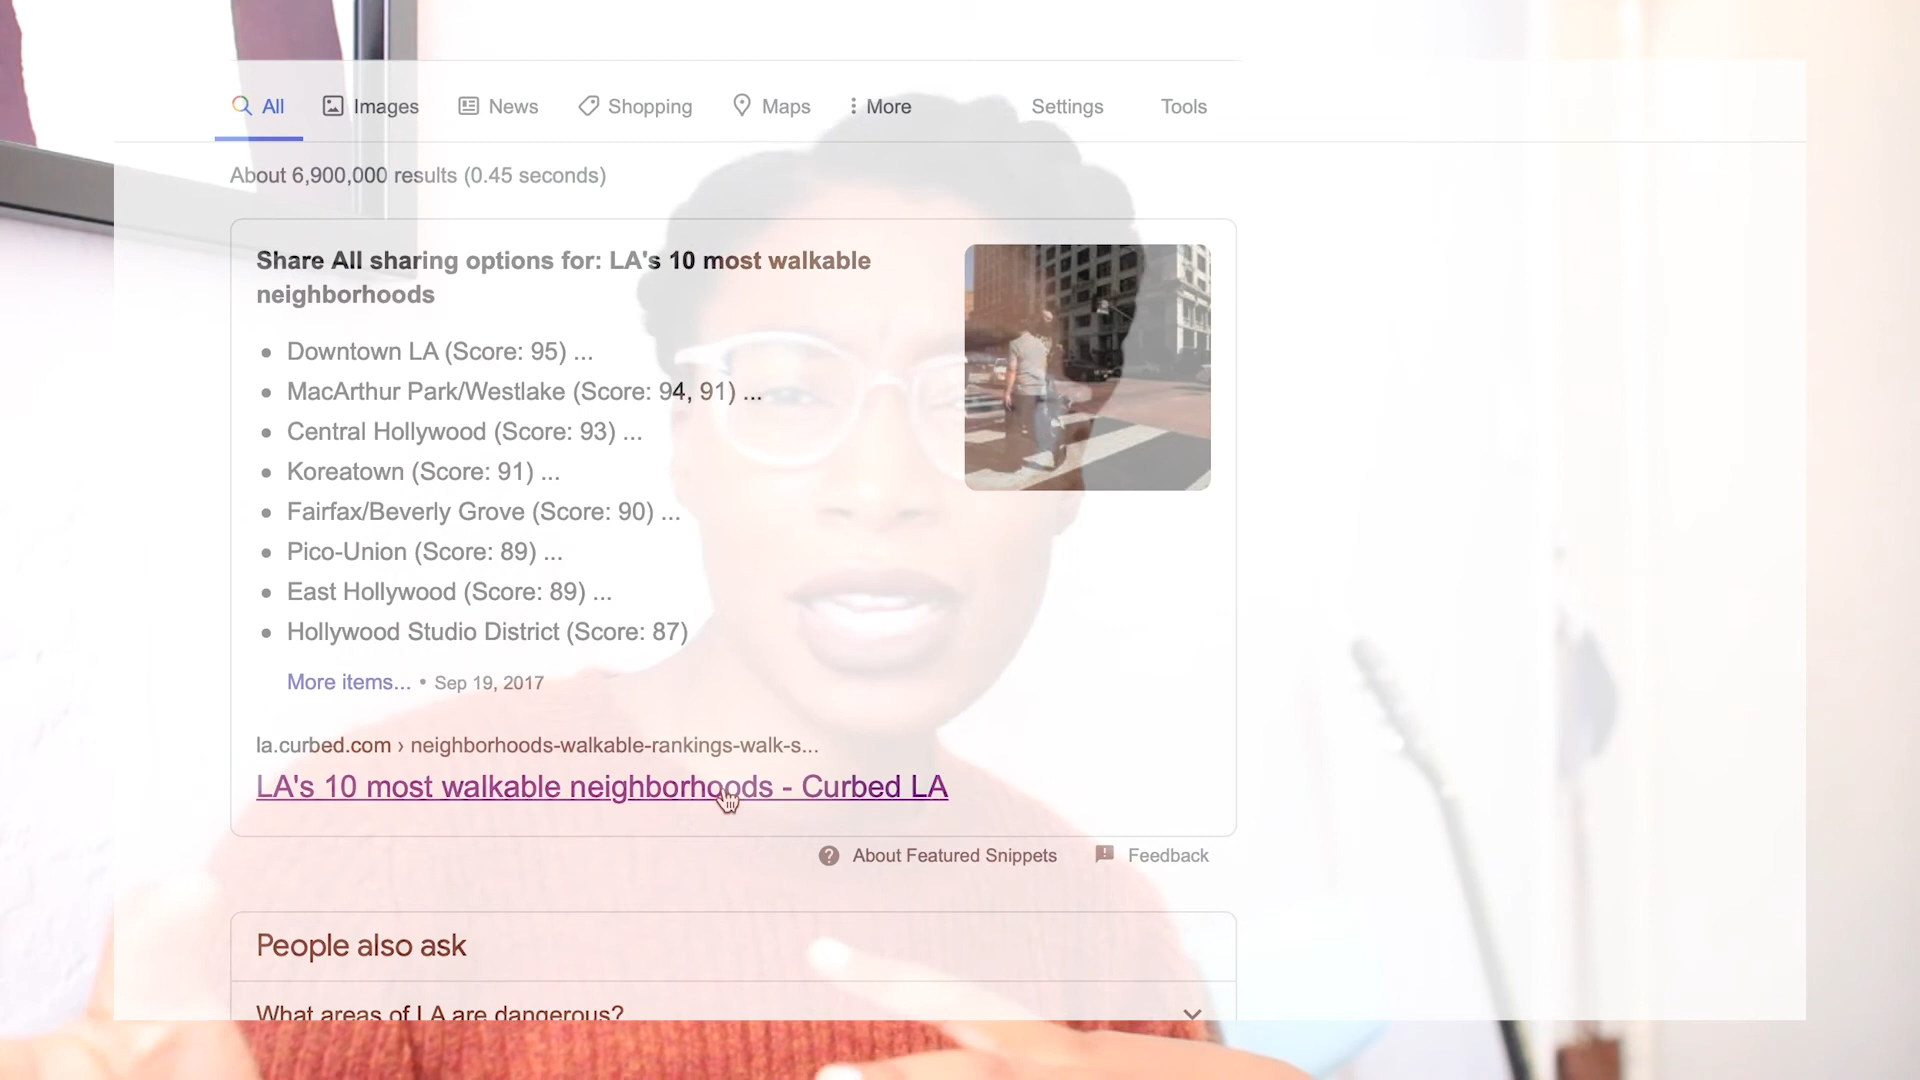 All Images News Shopping Maps More Settings Tools
About 6,900,000 results (0.45 seconds)
Share All sharing options for: LA's 10 most walkable
neighborhoods
Downtown LA (Score: 95) ...
MacArthur Park/Westlake (Score: 94, 91) ...
Central Hollywood (Score: 93) ...
Koreatown (Score: 91) ...
Fairfax/Beverly Grove (Score: 90) ...
Pico-Union (Score: 89) ...
East Hollywood (Score: 89) ...
Hollywood Studio District (Score: 87)
More items... • Sep 19, 2017
la.curbed.com › neighborhoods-walkable-rankings-walk-s...
LA's 10 most walkable neighborhoods - Curbed LA
About Featured Snippets Feedback
People also ask
What areas of LA are dangerous?